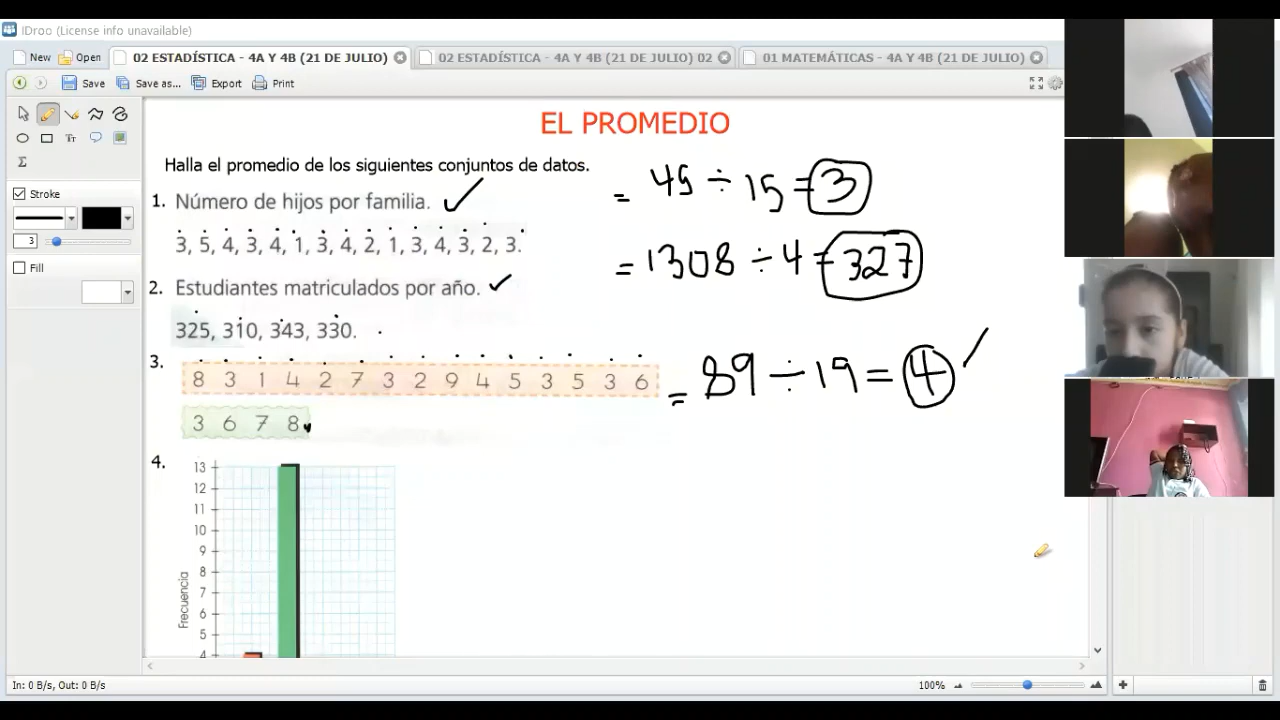 IDroo (License info unavailable)
New Open 02 ESTADÍSTICA - 4A Y 4B (21 DE JULIO) 02 ESTADÍSTICA - 4A Y 4B (21 DE JULIO) 02 01 MATEMÁTICAS - 4A Y 4B (21 DE JULIO)
Save Save as... Export Print
EL PROMEDIO
Halla el promedio de los siguientes conjuntos de datos.
1. Número de hijos por familia.
= 45 ÷ 15 = 3
3, 5, 4, 3, 4, 1, 3, 4, 2, 1, 3, 4, 3, 2, 3.
= 1308 ÷ 4 = 327
2. Estudiantes matriculados por año.
325, 310, 343, 330.
3.
8 3 1 4 2 7 3 2 9 4 5 3 5 3 6
= 89 ÷ 19 = 4
3 6 7 8
4.
13
12
11
10
9
8
7
6
5
4
Frecuencia
Tr
Σ
Stroke
3
Fill
In: 0 B/s, Out: 0 B/s
100%